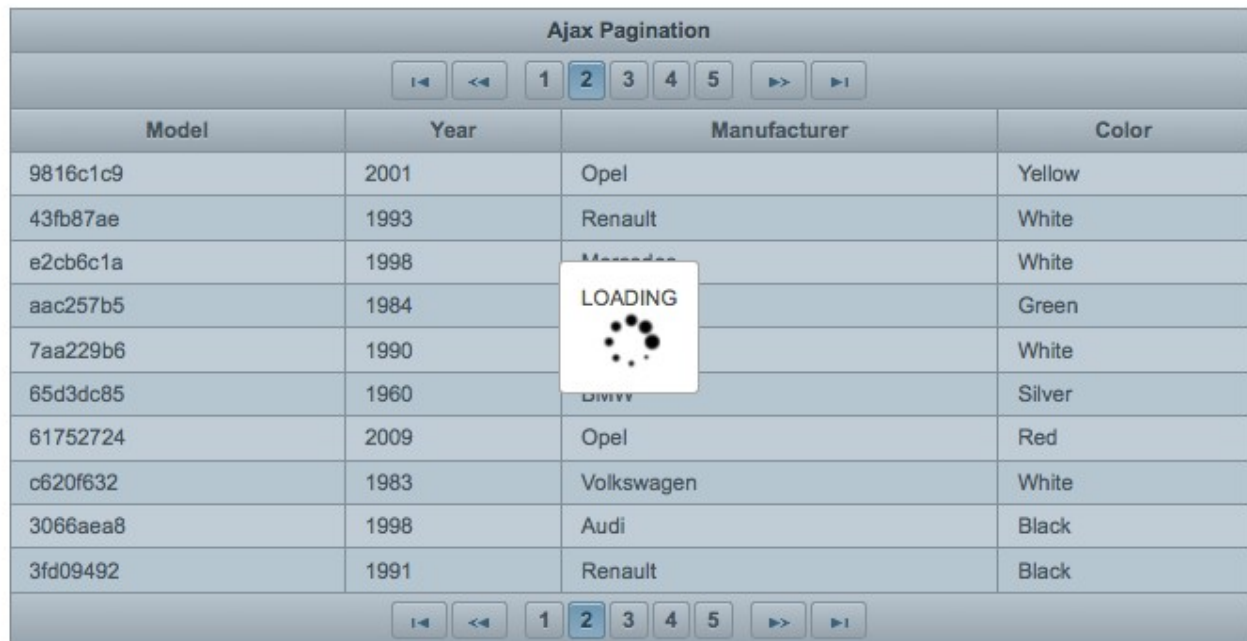 Ajax Pagination
1 2 3 4 5
Model Year Manufacturer Color
9816c1c9 2001 Opel Yellow
43fb87ae 1993 Renault White
e2cb6c1a 1998 Mercedes White
LOADING
aac257b5 1984 Green
7aa229b6 1990 White
65d3dc85 1960 BMW Silver
61752724 2009 Opel Red
c620f632 1983 Volkswagen White
3066aea8 1998 Audi Black
3fd09492 1991 Renault Black
1 2 3 4 5